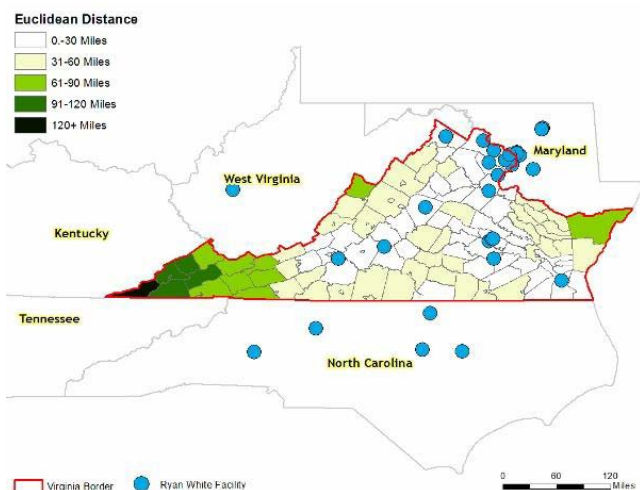 Euclidean Distance
0.-30 Miles
31-60 Miles
61-90 Miles
91-120 Miles
120+ Miles
Maryland
West Virginia
Kentucky
Tennessee
North Carolina
Virginia Border
Ryan White Facility
0 30 60 120
Miles